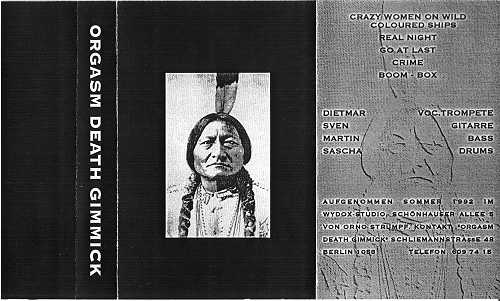 ORGASM DEATH GIMMICK
CRAZY WOMEN ON WILD
COLOURED SHIPS
REAL NIGHT
GO AT LAST
CRIME
BOOM - BOX
DIETMAR VOC.TROMPETE
SVEN GITARRE
MARTIN BASS
SASCHA DRUMS
AUFGENOMMEN SOMMER 1992 IM
WYDOX-STUDIO, SCHÖNHAUSER ALLEE 5
VON ORNO STRUMPF. KONTAKT: "ORGASM
DEATH GIMMICK" SCHLIEMANNSTRASSE 42
BERLIN 1058 TELEFON. 609 74 15